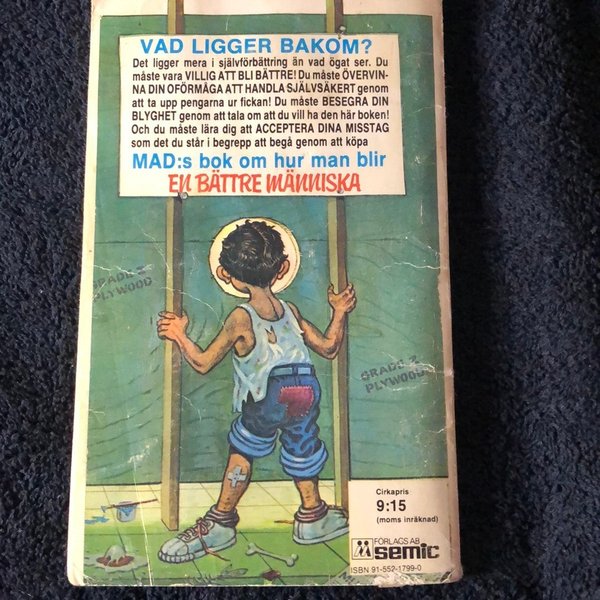 VAD LIGGER BAKOM?
Det ligger mera i självförbättring än vad ögat ser. Du
måste vara VILLIG ATT BLI BÄTTRE! Du måste ÖVERVIN-
NA DIN OFÖRMÅGA ATT HANDLA SJÄLVSÄKERT genom
att ta upp pengarna ur fickan! Du måste BESEGRA DIN
BLYGHET genom att tala om att du vill ha den här boken!
Och du måste lära dig att ACCEPTERA DINA MISSTAG
som det du står i begrepp att begå genom att köpa
MAD:s bok om hur man blir
EN BÄTTRE MÄNNISKA
GRADE Z
PLYWOOD
GRADE Z
PLYWOOD
Cirkapris
9:15
(moms inräknad)
FÖRLAGS AB
semic
ISBN 91-552-1799-0